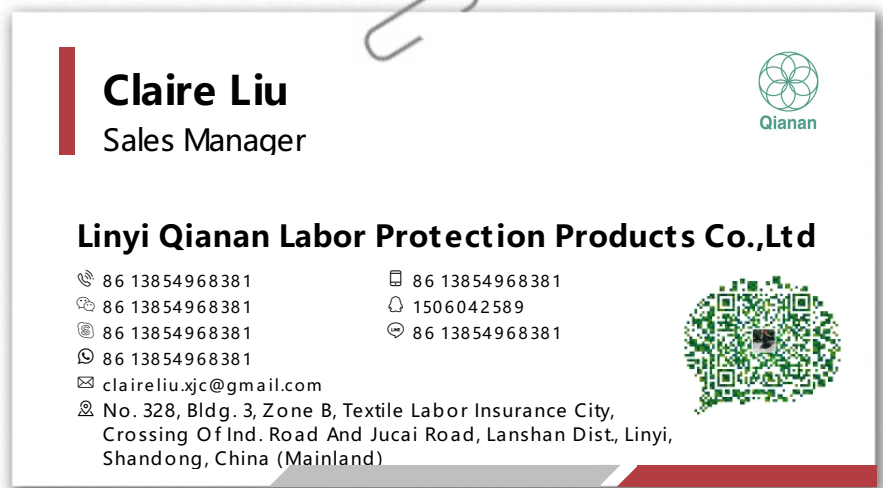 Claire Liu
Sales Manager
Qianan
Linyi Qianan Labor Protection Products Co.,Ltd
86 13854968381
86 13854968381
86 13854968381
1506042589
86 13854968381
LINE
86 13854968381
86 13854968381
claireliu.xjc@gmail.com
No. 328, Bldg. 3, Zone B, Textile Labor Insurance City,
Crossing Of Ind. Road And Jucai Road, Lanshan Dist., Linyi,
Shandong, China (Mainland)